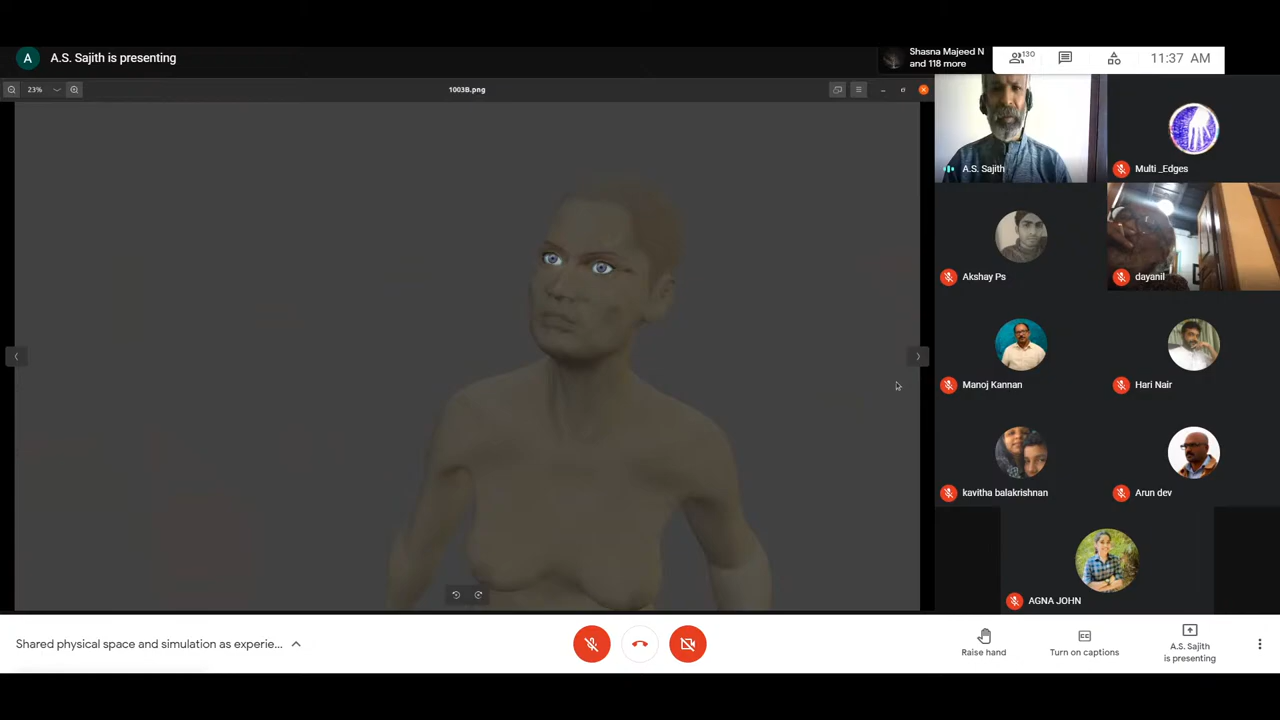 A
A.S. Sajith is presenting
Shasna Majeed N
and 118 more
130
11:37 AM
23%
1003B.png
A.S. Sajith
Multi _Edges
Akshay Ps
dayanil
Manoj Kannan
Hari Nair
kavitha balakrishnan
Arun dev
AGNA JOHN
Shared physical space and simulation as experie...
Raise hand
CC
Turn on captions
A.S. Sajith
is presenting